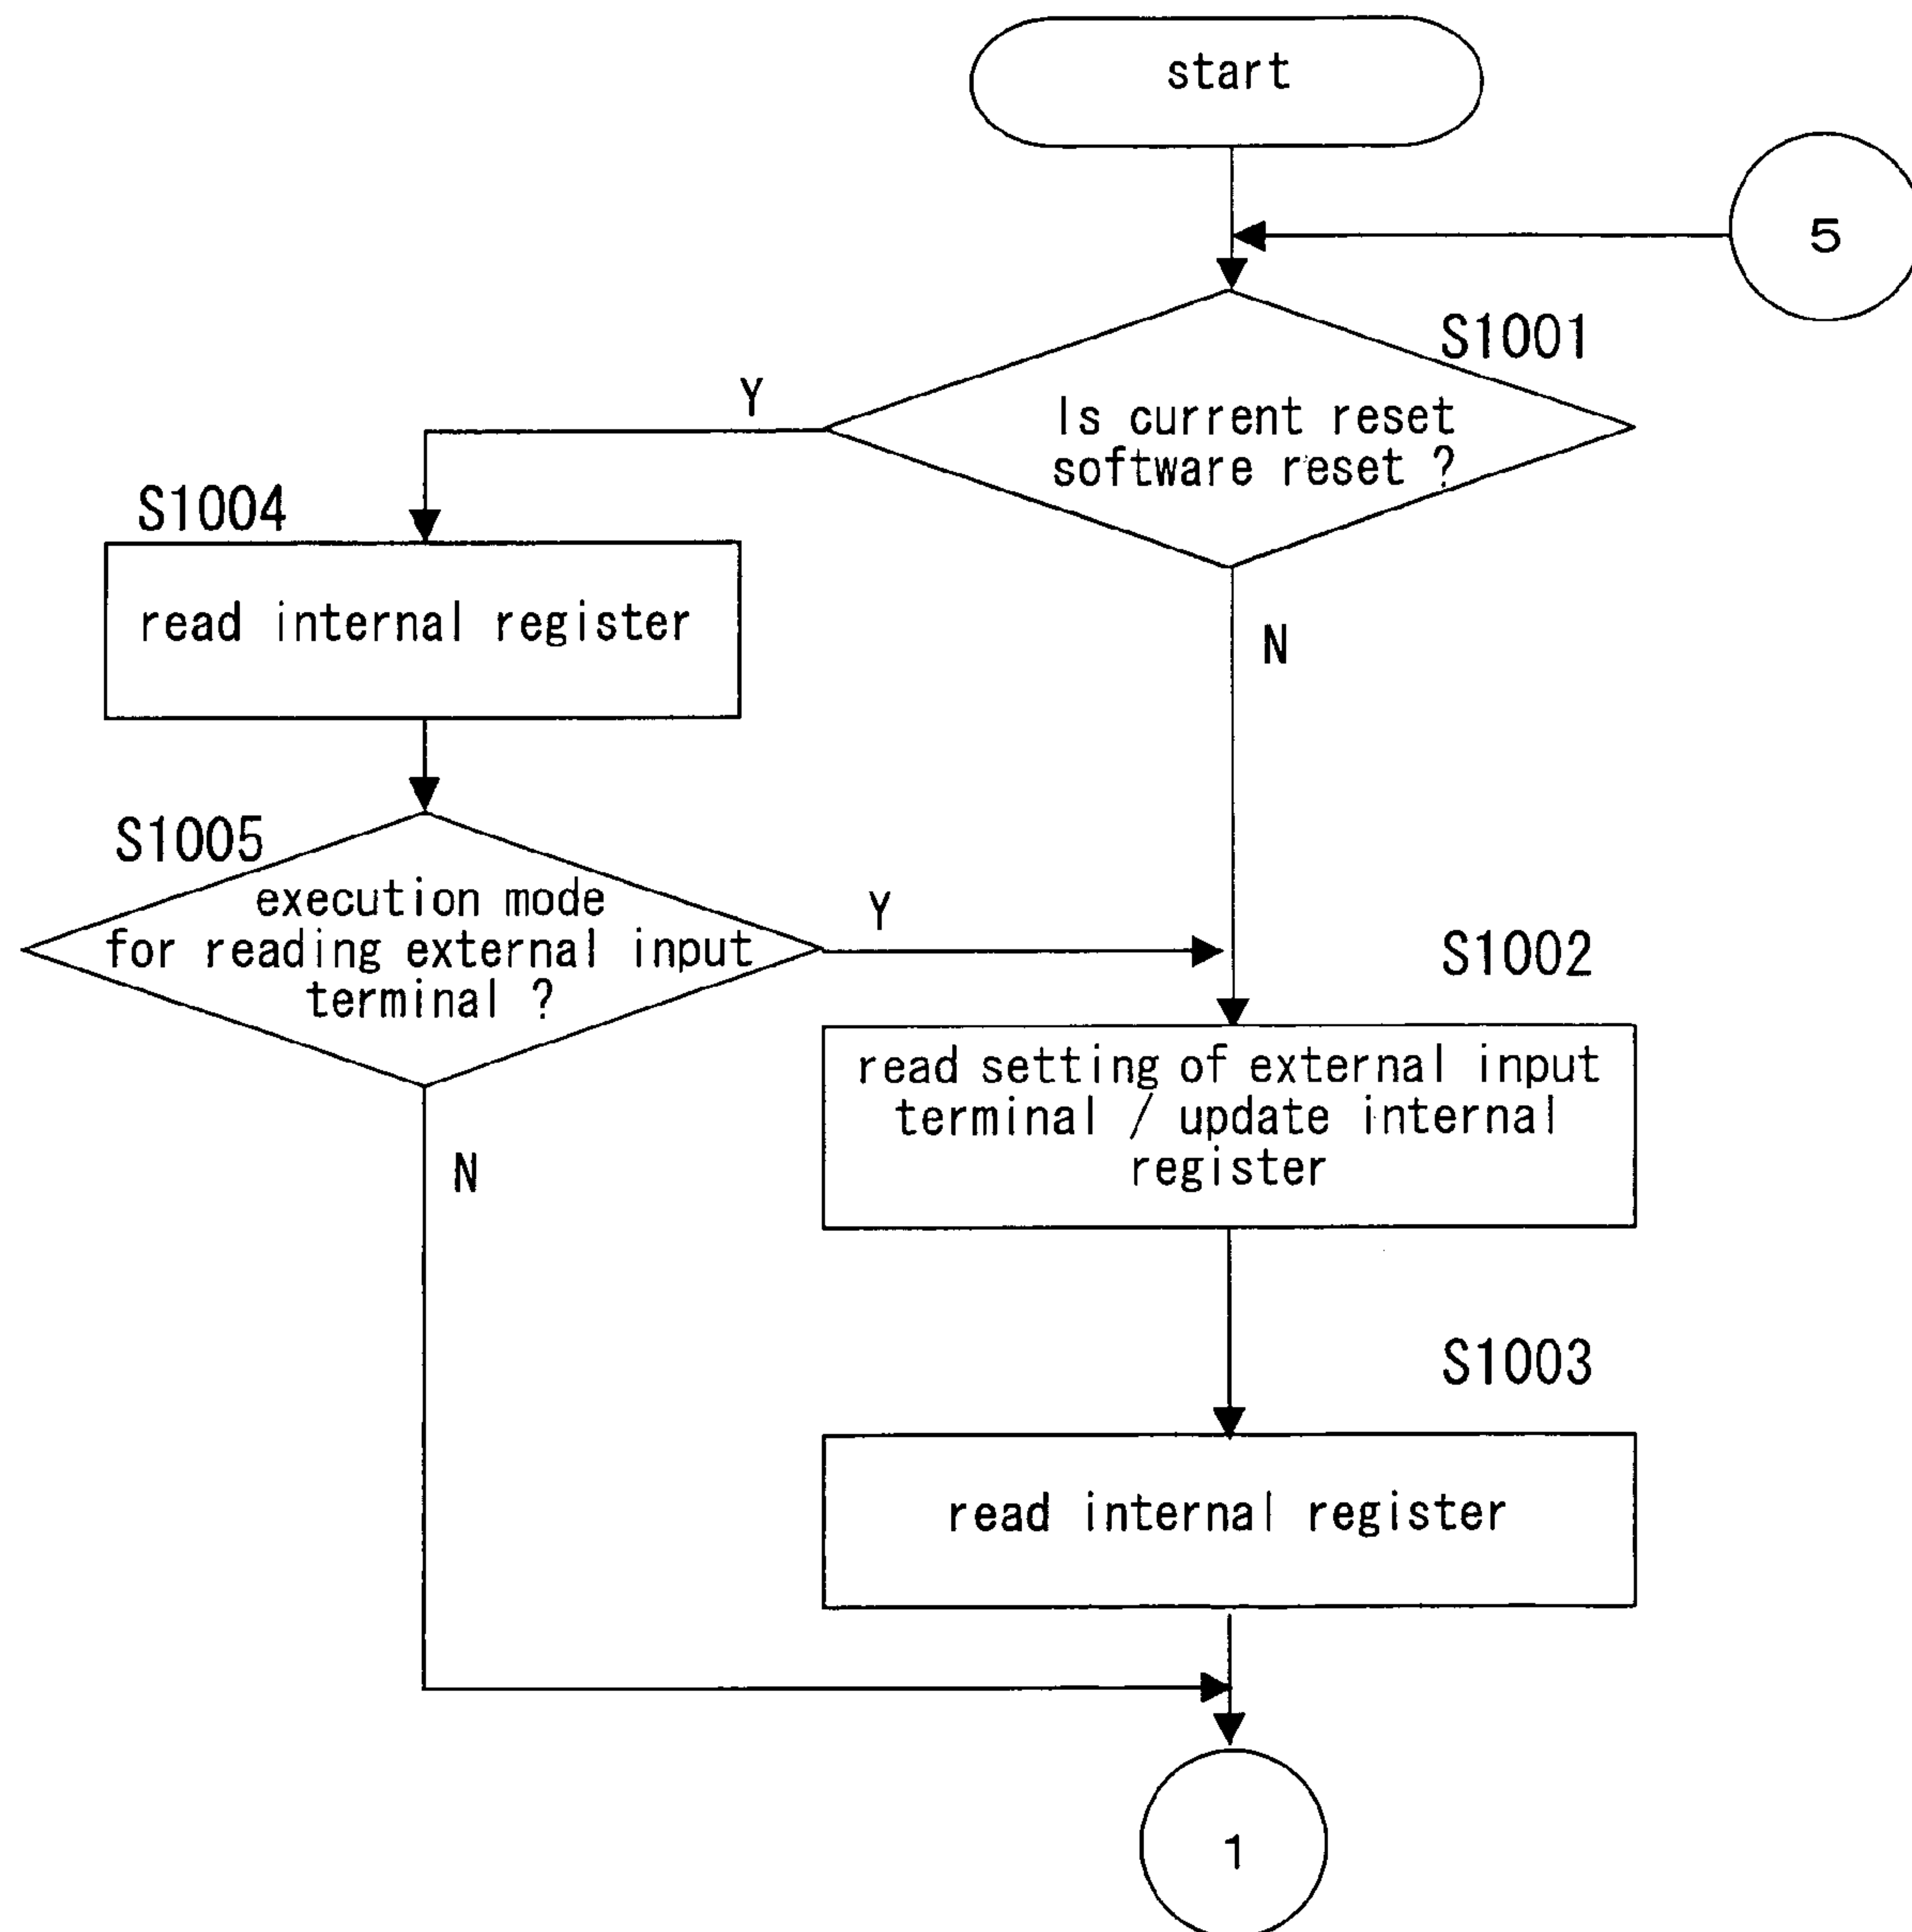 start
5
S1001
Y
Is current reset
software reset ?
S1004
read internal register
N
S1005
execution mode
for reading external input
terminal ?
Y
S1002
read setting of external input
terminal / update internal
register
N
S1003
read internal register
1